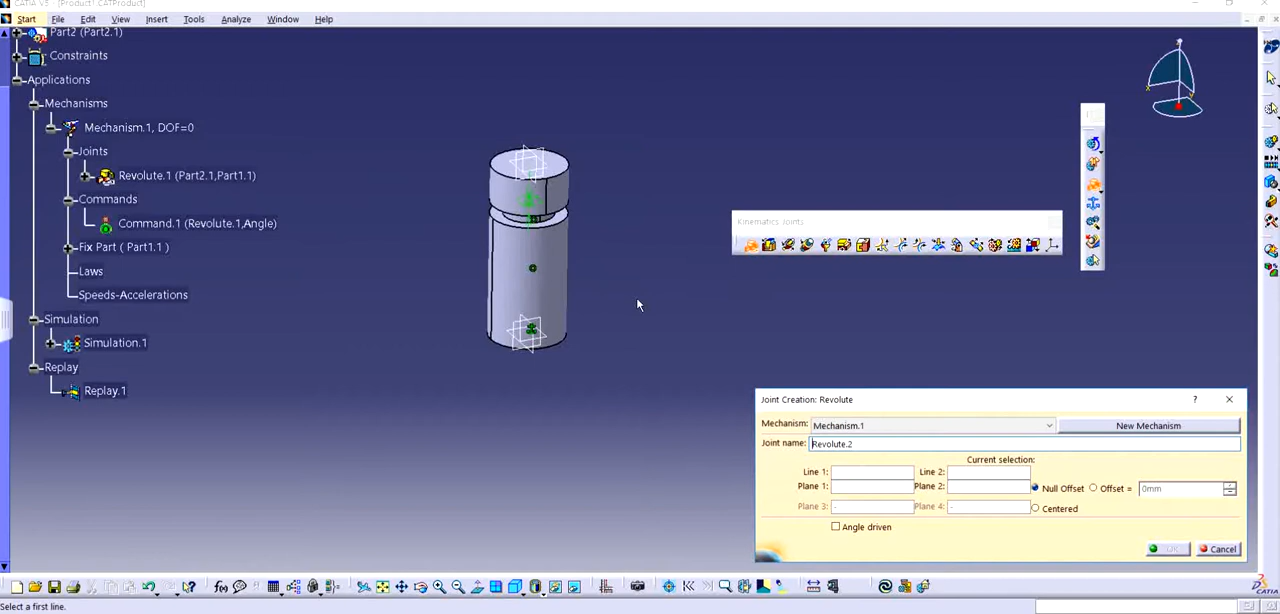 CATIA V5 - [Product1.CATProduct]
Start File Edit View Insert Tools Analyze Window Help
Part2 (Part2.1)
Constraints
Applications
Mechanisms
Mechanism.1, DOF=0
Joints
Revolute.1 (Part2.1,Part1.1)
Commands
Command.1 (Revolute.1,Angle)
Fix Part ( Part1.1 )
Laws
Speeds-Accelerations
Simulation
Simulation.1
Replay
Replay.1
Kinematics Joints
Joint Creation: Revolute ?
Mechanism: Mechanism.1 New Mechanism
Joint name: Revolute.2
Current selection:
Line 1: Line 2:
Plane 1: Plane 2: Null Offset Offset = 0mm
Plane 3: - Plane 4: - Centered
Angle driven
OK Cancel
Select a first line.